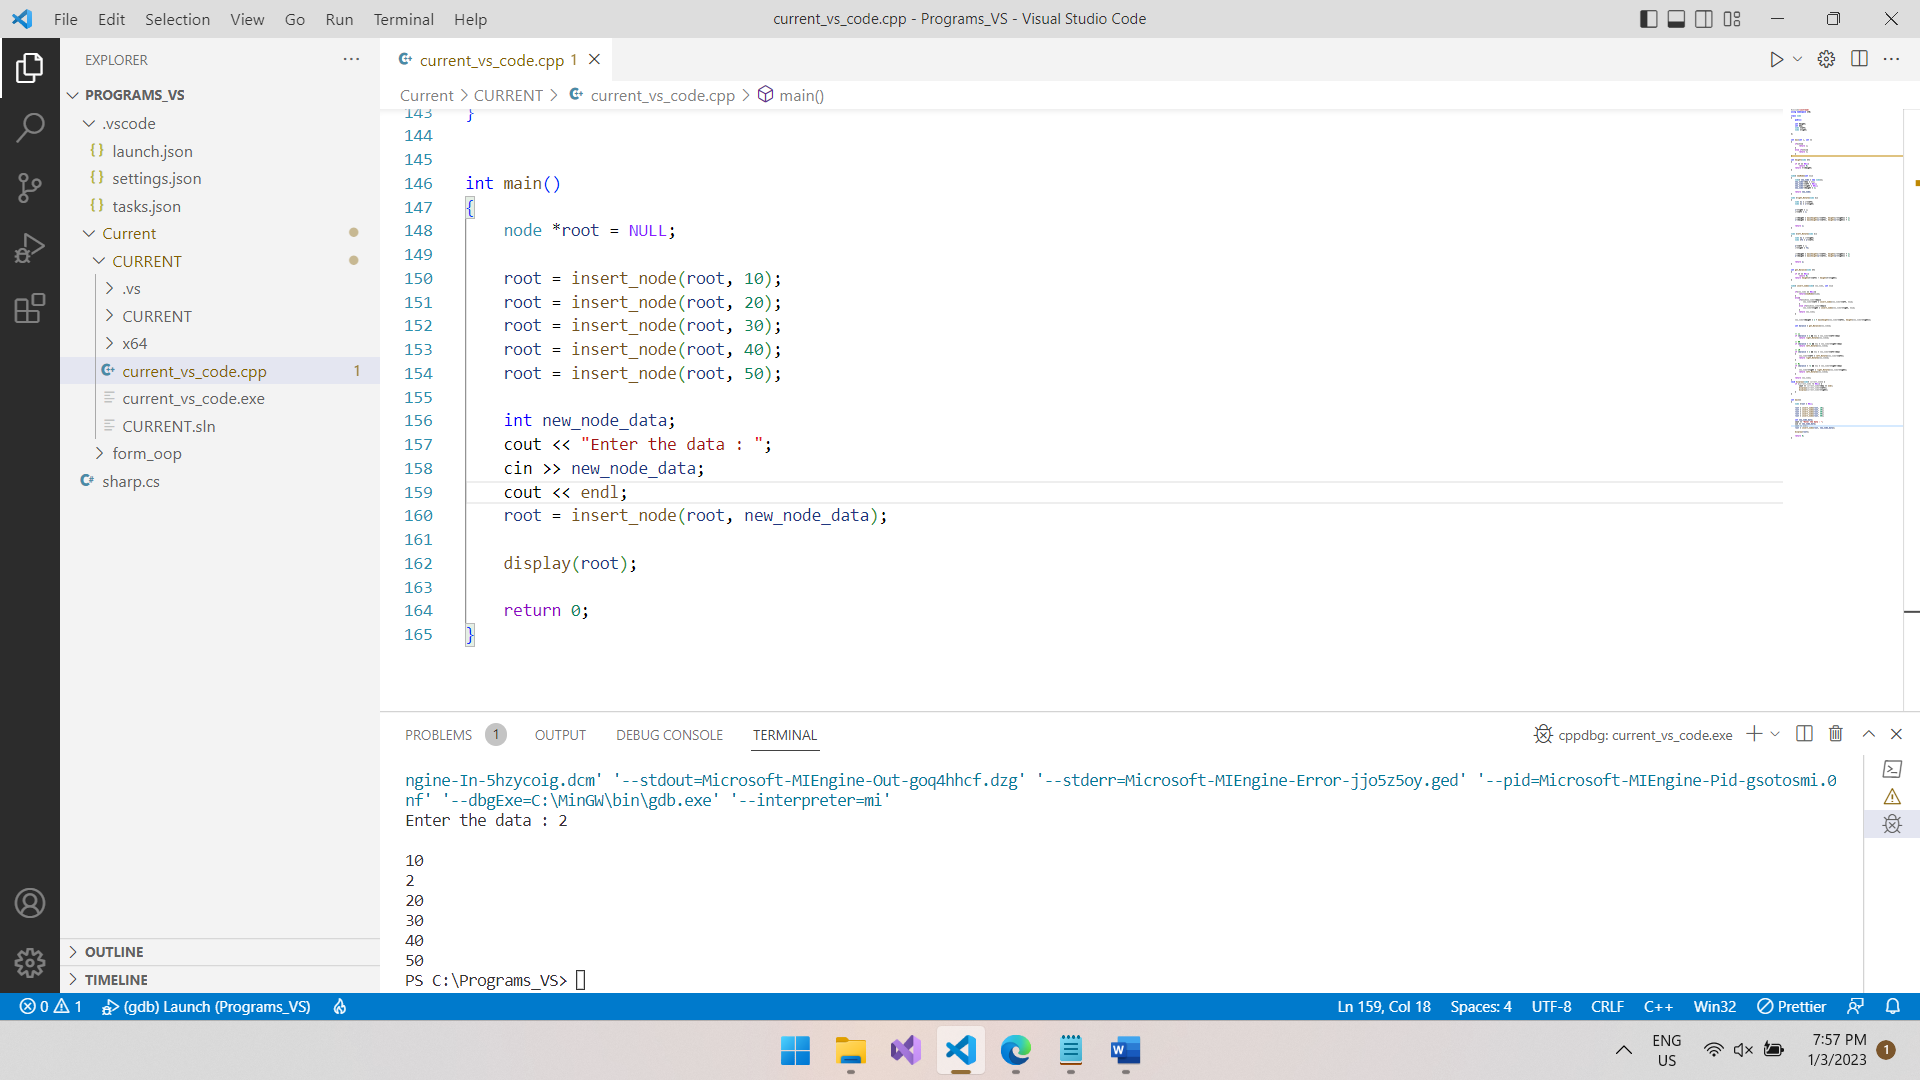 File Edit Selection View Go Run Terminal Help
current_vs_code.cpp - Programs_VS - Visual Studio Code
EXPLORER
PROGRAMS_VS
.vscode
launch.json
settings.json
tasks.json
Current
CURRENT
.vs
CURRENT
x64
current_vs_code.cpp 1
current_vs_code.exe
CURRENT.sln
form_oop
sharp.cs
OUTLINE
TIMELINE
current_vs_code.cpp 1
Current > CURRENT > current_vs_code.cpp > main()
143 }
144
145
146 int main()
147 {
148 node *root = NULL;
149
150 root = insert_node(root, 10);
151 root = insert_node(root, 20);
152 root = insert_node(root, 30);
153 root = insert_node(root, 40);
154 root = insert_node(root, 50);
155
156 int new_node_data;
157 cout << "Enter the data : ";
158 cin >> new_node_data;
159 cout << endl;
160 root = insert_node(root, new_node_data);
161
162 display(root);
163
164 return 0;
165 }
PROBLEMS 1 OUTPUT DEBUG CONSOLE TERMINAL
cppdbg: current_vs_code.exe
ngine-In-5hzycoig.dcm' '--stdout=Microsoft-MIEngine-Out-goq4hhcf.dzg' '--stderr=Microsoft-MIEngine-Error-jjo5z5oy.ged' '--pid=Microsoft-MIEngine-Pid-gsotosmi.0
nf' '--dbgExe=C:\MinGW\bin\gdb.exe' '--interpreter=mi'
Enter the data : 2
10
2
20
30
40
50
PS C:\Programs_VS>
0 1 (gdb) Launch (Programs_VS)
Ln 159, Col 18 Spaces: 4 UTF-8 CRLF C++ Win32 Prettier
ENG
US
7:57 PM
1/3/2023
1